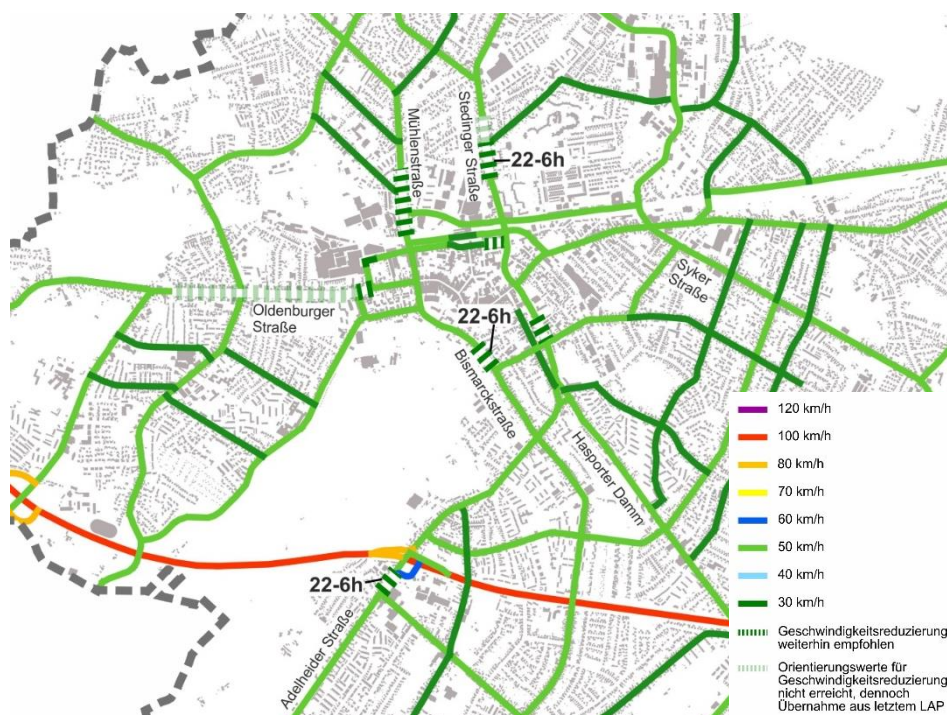 Mühlenstraße
Stedinger Straße
22-6h
Oldenburger
Straße
Syker
Straße
22-6h
Bismarckstraße
Hasporter Damm
22-6h
Adelheider Straße
120 km/h
100 km/h
80 km/h
70 km/h
60 km/h
50 km/h
40 km/h
30 km/h
Geschwindigkeitsreduzierung
weiterhin empfohlen
Orientierungswerte für
Geschwindigkeitsreduzierung
nicht erreicht, dennoch
Übernahme aus letztem LAP